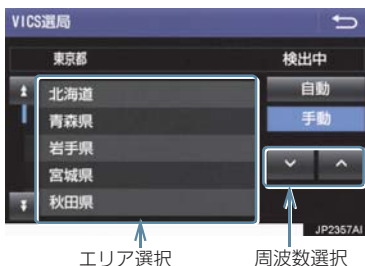 VICS選局
東京都 検出中
北海道 自動
青森県 手動
岩手県
宮城県
秋田県
JP2357AI
エリア選択 周波数選択